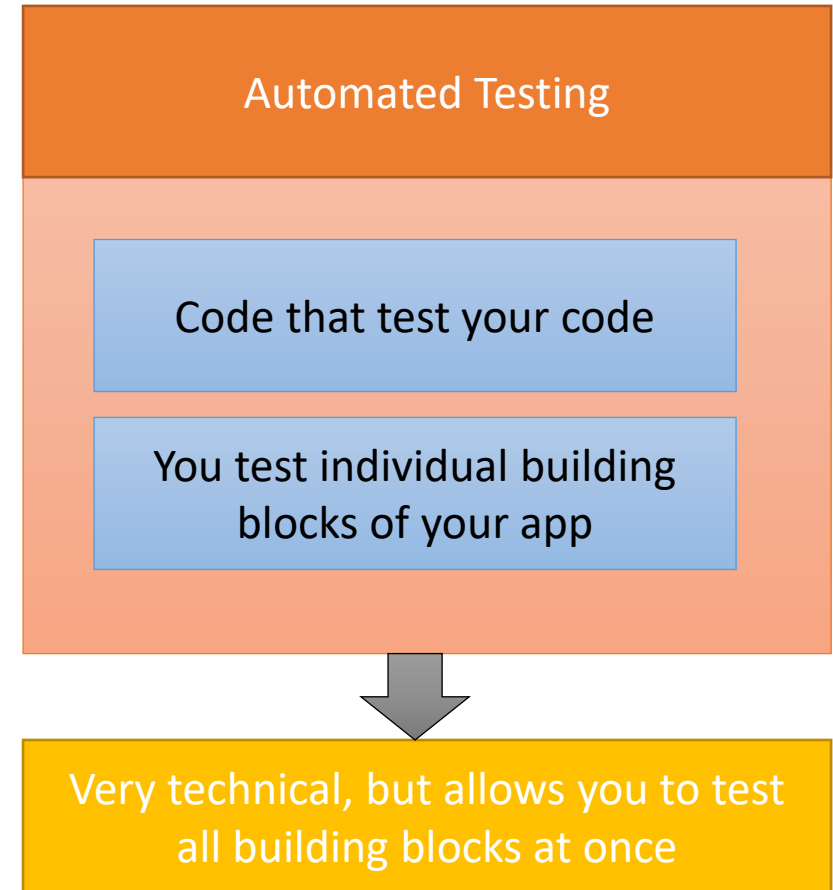 Automated Testing
Code that test your code
You test individual building
blocks of your app
Very technical, but allows you to test
all building blocks at once